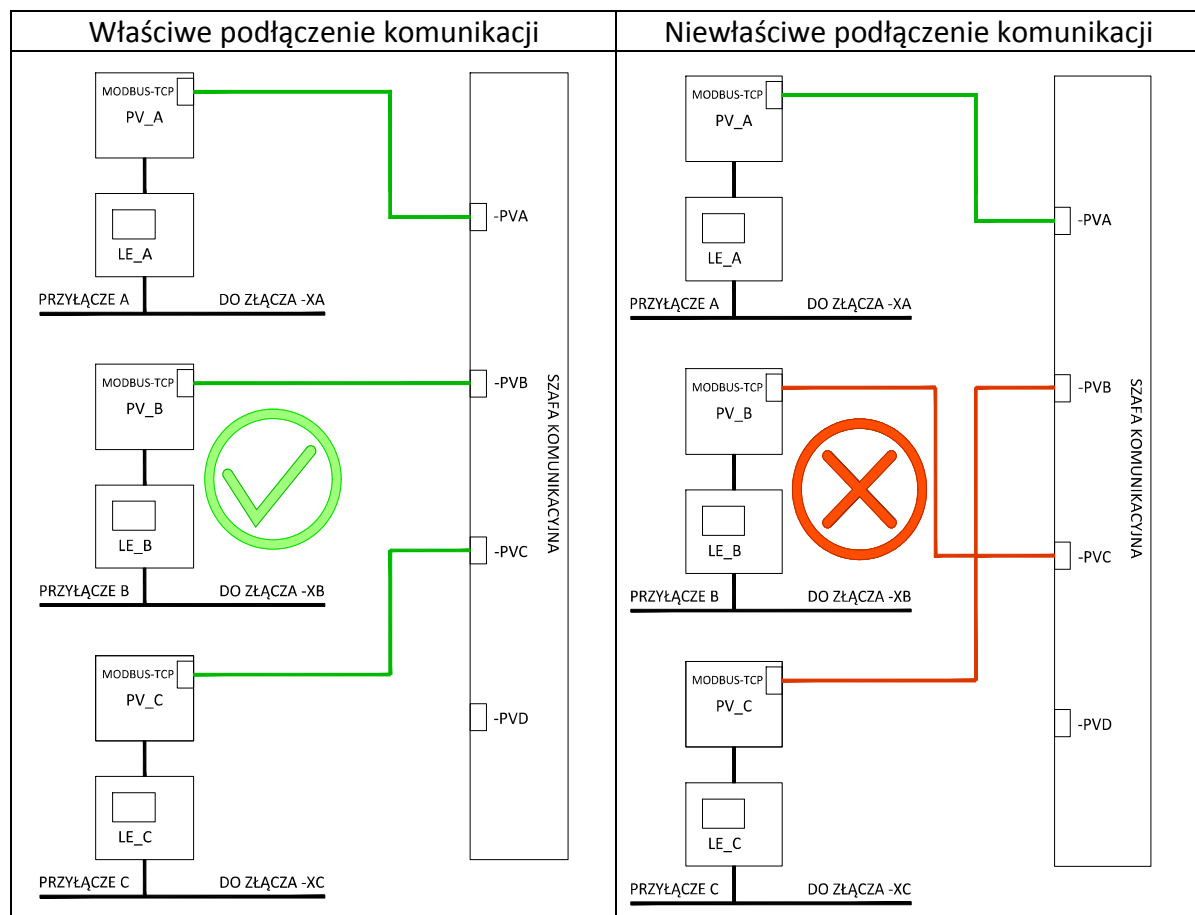 Właściwe podłączenie komunikacji
MODBUS-TCP
PV_A
-PVA
LE_A
PRZYŁĄCZE A
DO ZŁĄCZA -XA
MODBUS-TCP
PV_B
-PVB
SZAFA KOMUNIKACYJNA
LE_B
-PVC
PRZYŁĄCZE B
DO ZŁĄCZA -XB
MODBUS-TCP
PV_C
-PVD
LE_C
PRZYŁĄCZE C
DO ZŁĄCZA -XC
Niewłaściwe podłączenie komunikacji
MODBUS-TCP
PV_A
-PVA
LE_A
PRZYŁĄCZE A
DO ZŁĄCZA -XA
MODBUS-TCP
PV_B
-PVB
SZAFA KOMUNIKACYJNA
LE_B
-PVC
PRZYŁĄCZE B
DO ZŁĄCZA -XB
MODBUS-TCP
PV_C
-PVD
LE_C
PRZYŁĄCZE C
DO ZŁĄCZA -XC